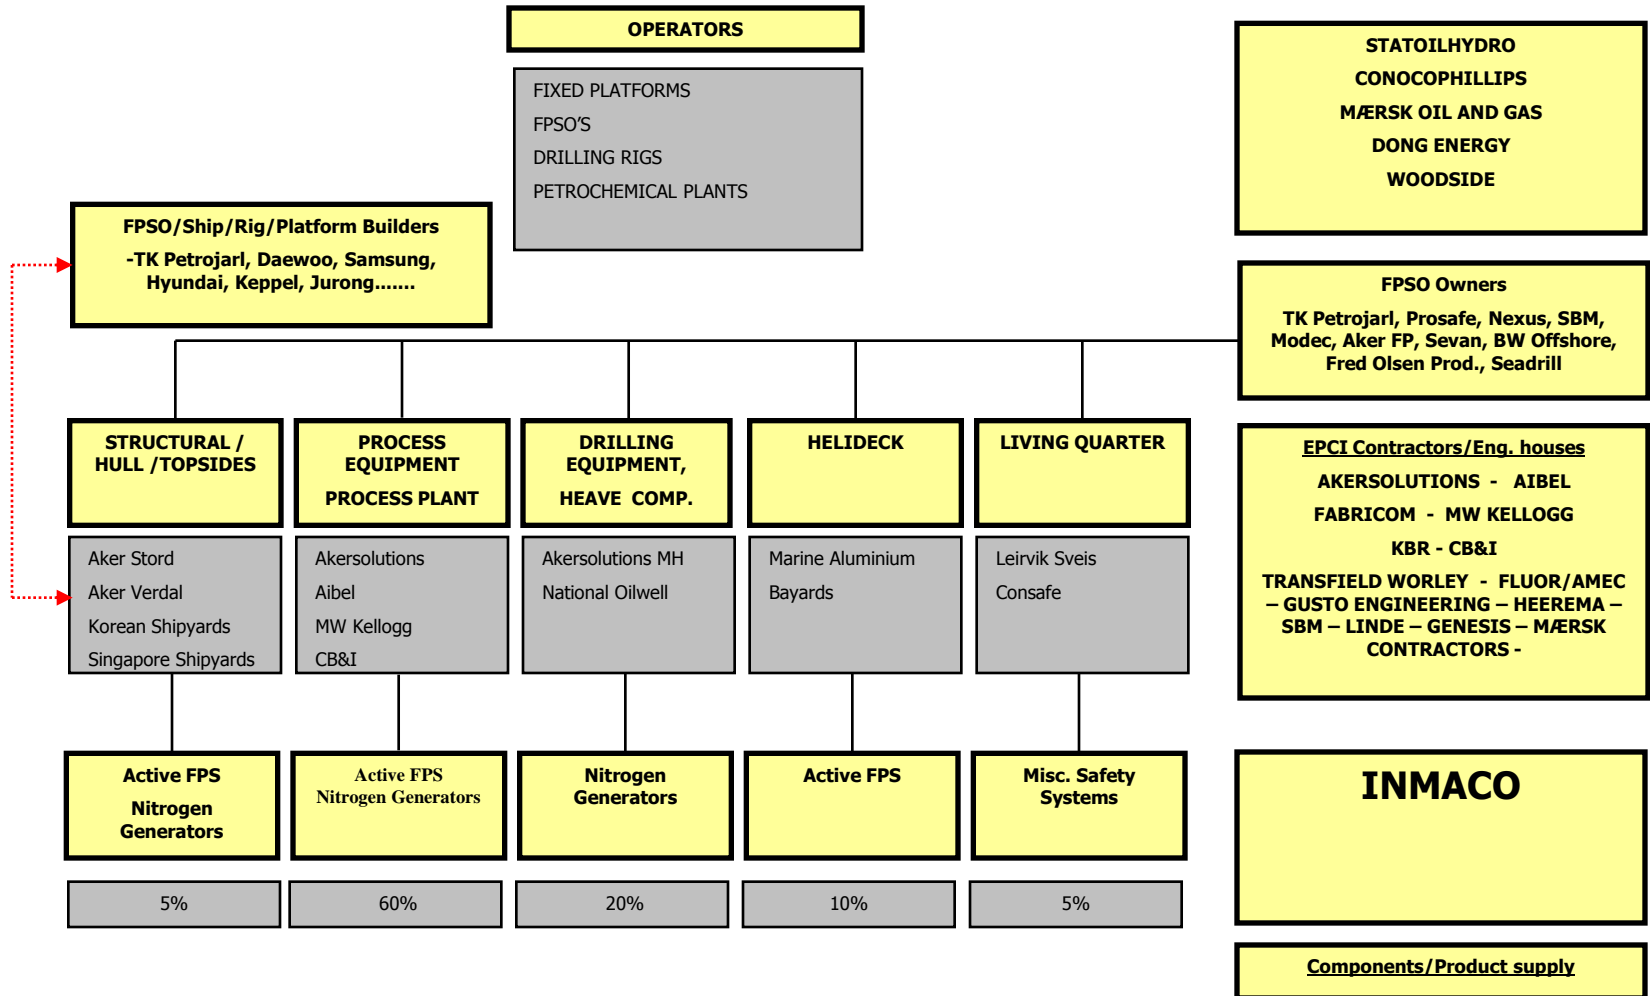 OPERATORS
FIXED PLATFORMS
FPSO'S
DRILLING RIGS
PETROCHEMICAL PLANTS
STATOILHYDRO
CONOCOPHILLIPS
MÆRSK OIL AND GAS
DONG ENERGY
WOODSIDE
FPSO/Ship/Rig/Platform Builders
-TK Petrojarl, Daewoo, Samsung,
Hyundai, Keppel, Jurong.......
FPSO Owners
TK Petrojarl, Prosafe, Nexus, SBM,
Modec, Aker FP, Sevan, BW Offshore,
Fred Olsen Prod., Seadrill
STRUCTURAL /
HULL /TOPSIDES
PROCESS
EQUIPMENT
PROCESS PLANT
DRILLING
EQUIPMENT,
HEAVE COMP.
HELIDECK
LIVING QUARTER
EPCI Contractors/Eng. houses
AKERSOLUTIONS - AIBEL
FABRICOM - MW KELLOGG
KBR - CB&I
TRANSFIELD WORLEY - FLUOR/AMEC
– GUSTO ENGINEERING – HEEREMA –
SBM – LINDE – GENESIS – MÆRSK
CONTRACTORS -
Aker Stord
Aker Verdal
Korean Shipyards
Singapore Shipyards
Akersolutions
Aibel
MW Kellogg
CB&I
Akersolutions MH
National Oilwell
Marine Aluminium
Bayards
Leirvik Sveis
Consafe
Active FPS
Nitrogen
Generators
Active FPS
Nitrogen Generators
Nitrogen
Generators
Active FPS
Misc. Safety
Systems
INMACO
5%
60%
20%
10%
5%
Components/Product supply